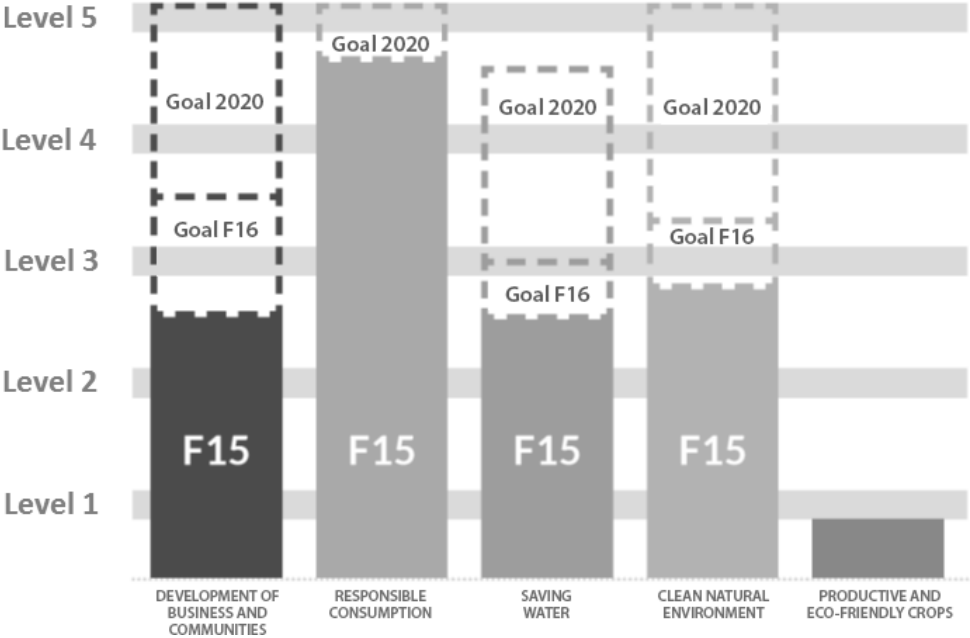 Level 5
Goal 2020
Goal 2020
Goal 2020
Goal 2020
Level 4
Goal F16
Goal F16
Level 3
Goal F16
Level 2
F15
F15
F15
F15
Level 1
DEVELOPMENT OF
BUSINESS AND
COMMUNITIES
RESPONSIBLE
CONSUMPTION
SAVING
WATER
CLEAN NATURAL
ENVIRONMENT
PRODUCTIVE AND
ECO-FRIENDLY CROPS